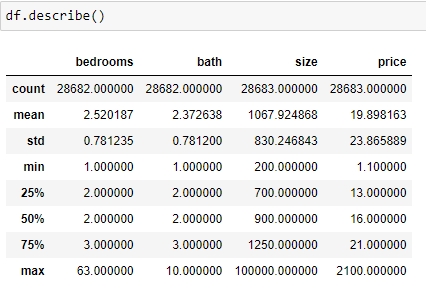 df.describe()
bedrooms bath size price
count 28682.000000 28682.000000 28683.000000 28683.000000
mean 2.520187 2.372638 1067.924868 19.898163
std 0.781235 0.781200 830.246843 23.865889
min 1.000000 1.000000 200.000000 1.100000
25% 2.000000 2.000000 700.000000 13.000000
50% 2.000000 2.000000 900.000000 16.000000
75% 3.000000 3.000000 1250.000000 21.000000
max 63.000000 10.000000 100000.000000 2100.000000